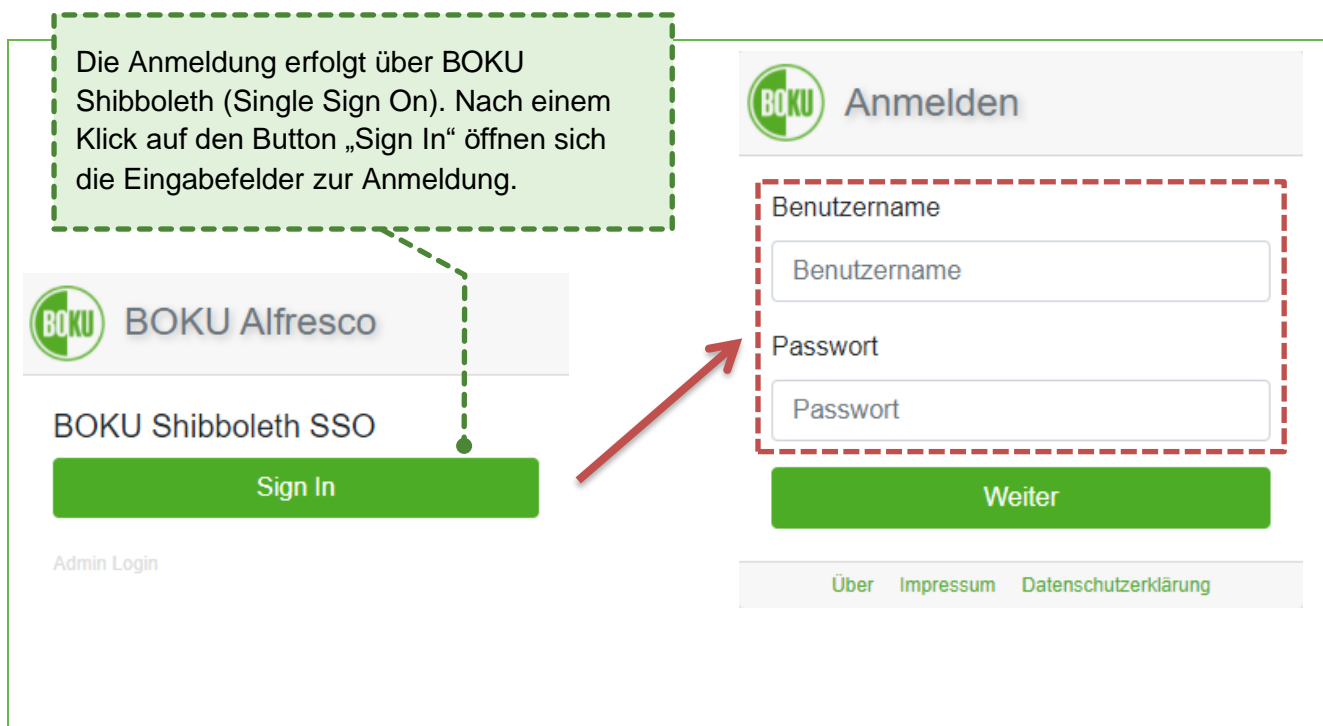 Die Anmeldung erfolgt über BOKU
Shibboleth (Single Sign On). Nach einem
Klick auf den Button „Sign In“ öffnen sich
die Eingabefelder zur Anmeldung.
BOKU
BOKU Alfresco
BOKU Shibboleth SSO
Sign In
Admin Login
BOKU
Anmelden
Benutzername
Benutzername
Passwort
Passwort
Weiter
Über Impressum Datenschutzerklärung